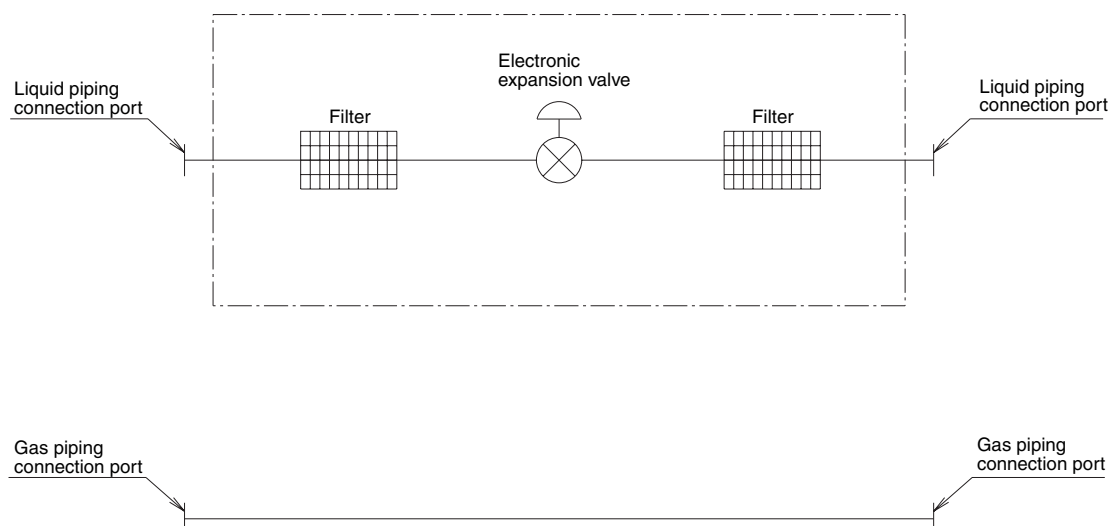 Electronic
expansion valve
Liquid piping
connection port
Liquid piping
connection port
Filter
Filter
Gas piping
connection port
Gas piping
connection port